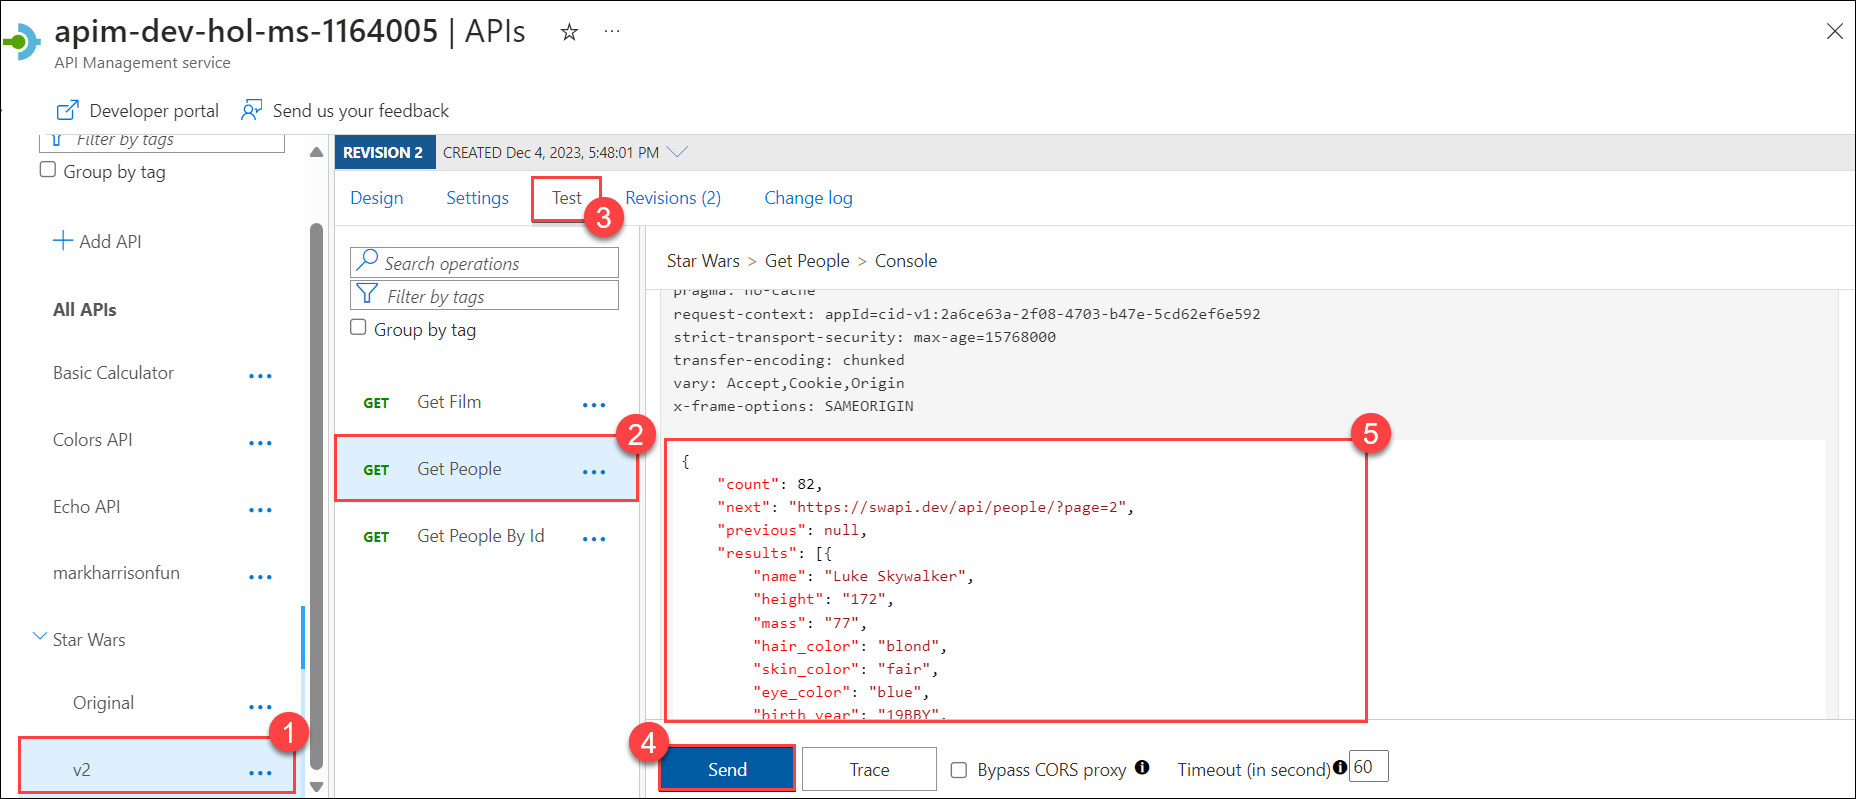 apim-dev-hol-ms-1164005 | APIs
API Management service
Developer portal
Send us your feedback
Filter by tags
Group by tag
Add API
All APIs
Basic Calculator
Colors API
Echo API
markharrisonfun
Star Wars
Original
v2
1
REVISION 2
CREATED Dec 4, 2023, 5:48:01 PM
Design
Settings
Test
3
Revisions (2)
Change log
Search operations
Filter by tags
Group by tag
GET Get Film
2
GET Get People
GET Get People By Id
Star Wars > Get People > Console
pragma: no-cache
request-context: appId=cid-v1:2a6ce63a-2f08-4703-b47e-5cd62ef6e592
strict-transport-security: max-age=15768000
transfer-encoding: chunked
vary: Accept,Cookie,Origin
x-frame-options: SAMEORIGIN
5
{
"count": 82,
"next": "https://swapi.dev/api/people/?page=2",
"previous": null,
"results": [{
"name": "Luke Skywalker",
"height": "172",
"mass": "77",
"hair_color": "blond",
"skin_color": "fair",
"eye_color": "blue",
"birth_year": "19BBY",
4
Send
Trace
Bypass CORS proxy
Timeout (in second)
60